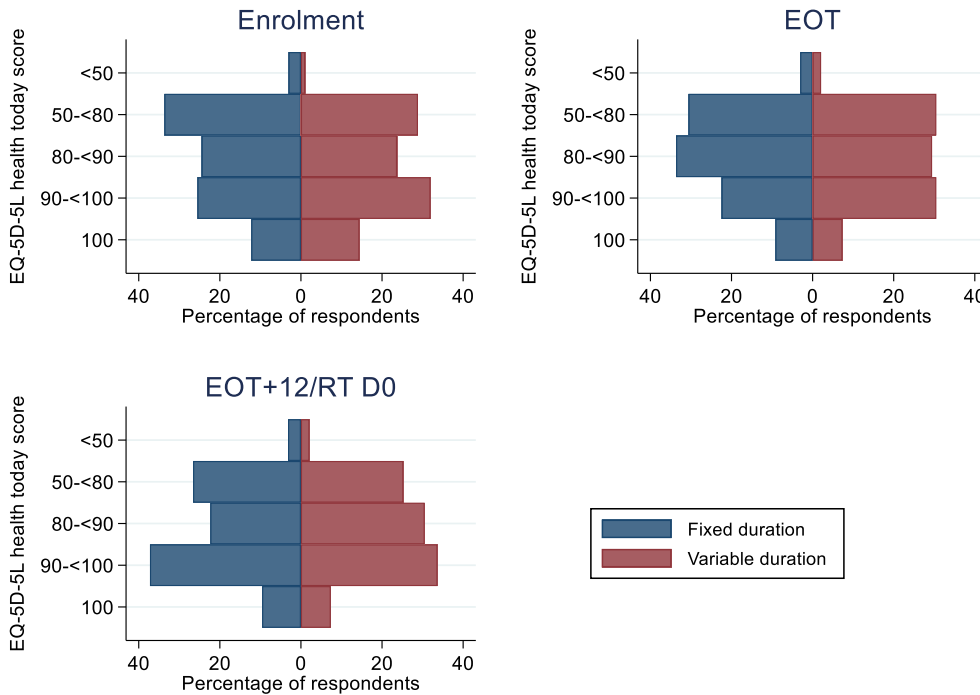 Enrolment
EQ-5D-5L health today score
<50
50-<80
80-<90
90-<100
100
40 20 0 20 40
Percentage of respondents
EOT
EQ-5D-5L health today score
<50
50-<80
80-<90
90-<100
100
40 20 0 20 40
Percentage of respondents
EOT+12/RT D0
EQ-5D-5L health today score
<50
50-<80
80-<90
90-<100
100
40 20 0 20 40
Percentage of respondents
Fixed duration
Variable duration